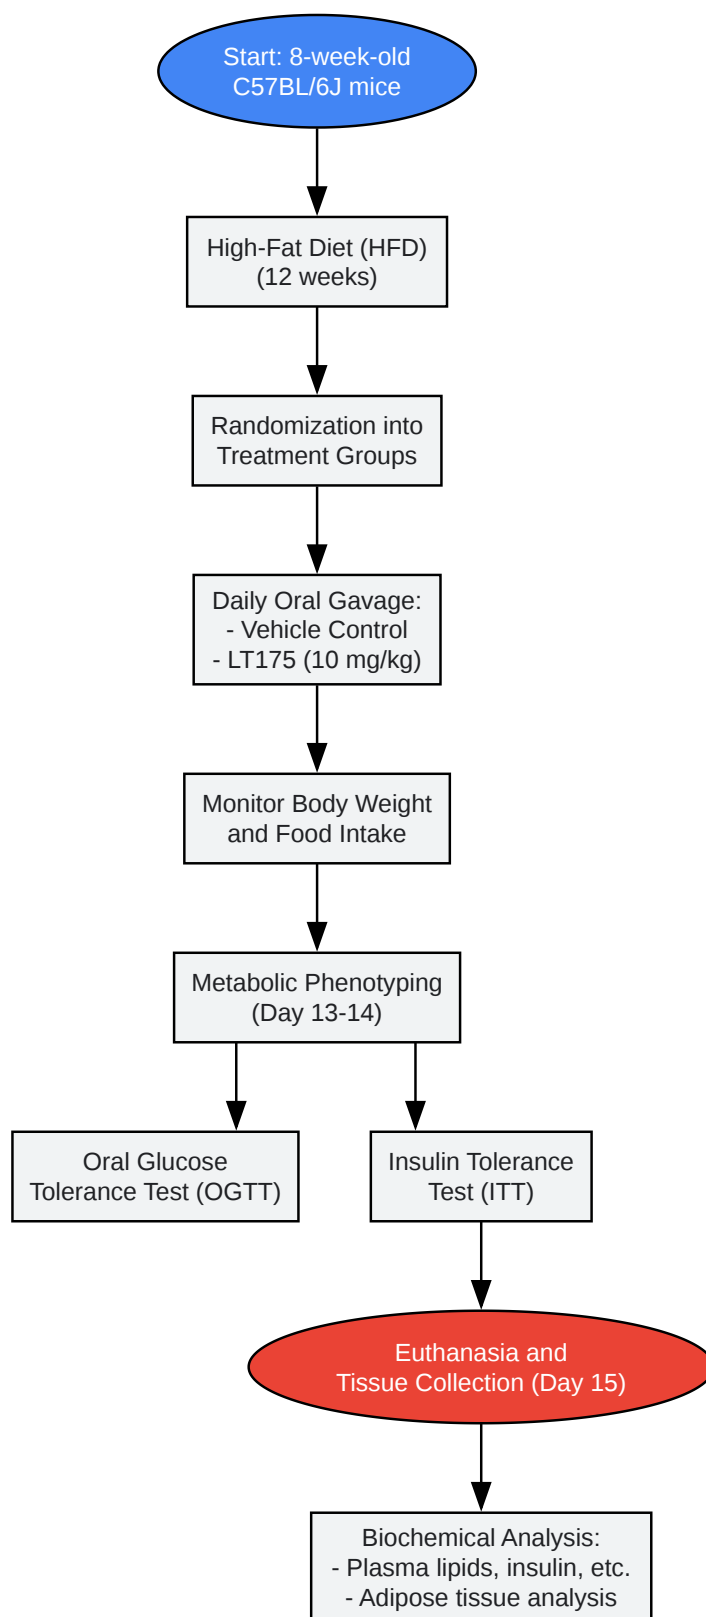 Start: 8-week-old
C57BL/6J mice
High-Fat Diet (HFD)
(12 weeks)
Randomization into
Treatment Groups
Daily Oral Gavage:
- Vehicle Control
- LT175 (10 mg/kg)
Monitor Body Weight
and Food Intake
Metabolic Phenotyping
(Day 13-14)
Oral Glucose
Tolerance Test (OGTT)
Insulin Tolerance
Test (ITT)
Euthanasia and
Tissue Collection (Day 15)
Biochemical Analysis:
- Plasma lipids, insulin, etc.
- Adipose tissue analysis